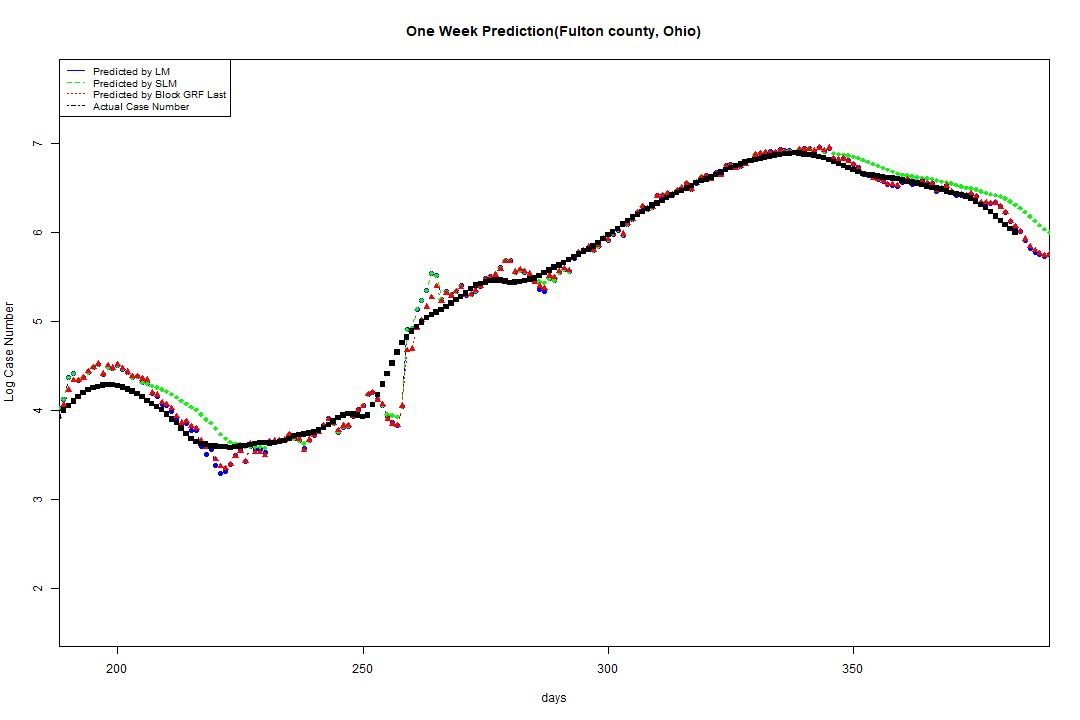 One Week Prediction(Fulton county, Ohio)
Predicted by LM
Predicted by SLM
Predicted by Block GRF Last
Actual Case Number
7
6
5
4
3
2
Log Case Number
200 250 300 350
days